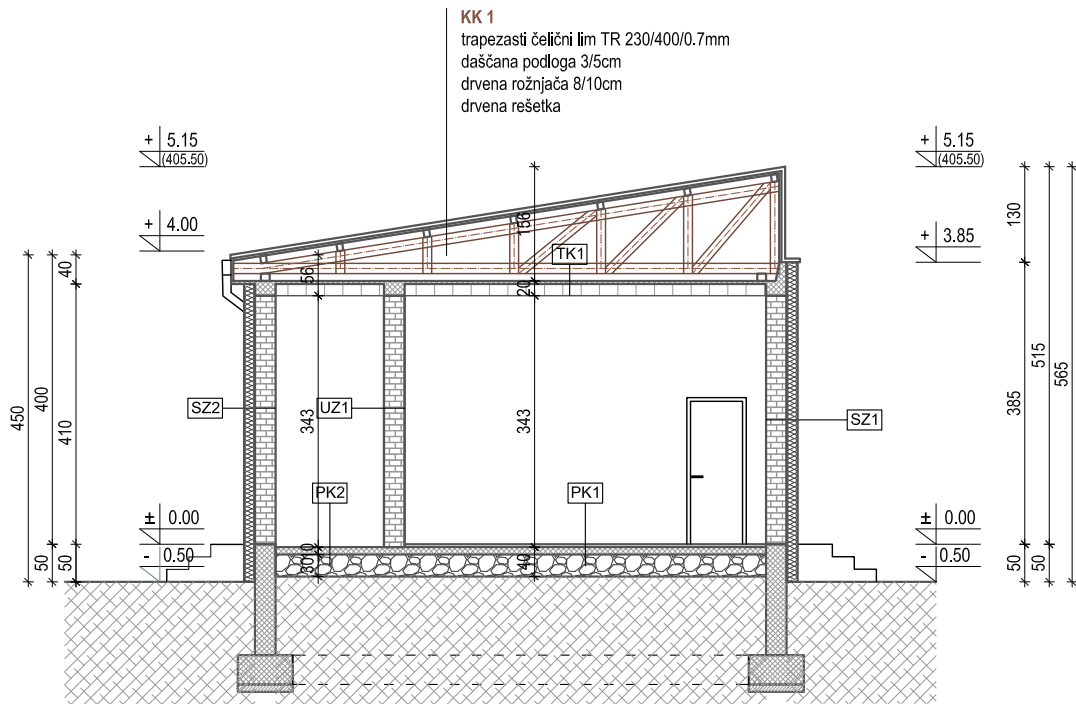 KK 1
trapezasti čelični lim TR 230/400/0.7mm
daščana podloga 3/5cm
drvena rožnjača 8/10cm
drvena rešetka
+ 5.15
(405.50)
+ 5.15
(405.50)
+ 4.00
+ 3.85
156
130
TK1
40
56
20
450
400
410
SZ2
343
UZ1
343
SZ1
385
515
565
PK2
PK1
± 0.00
± 0.00
- 0.50
- 0.50
50
50
30
10
40
50
50